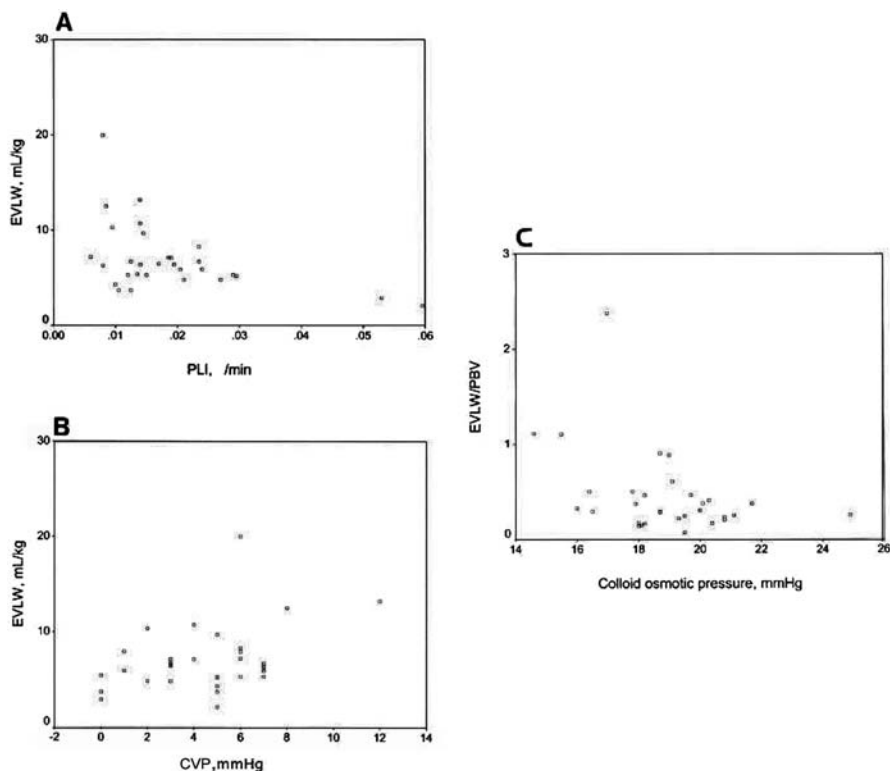 A
30
20
10
0
EVLW, mL/kg
0.00 .01 .02 .03 .04 .05 .06
PLI, /min
B
30
20
10
0
EVLW, mL/kg
-2 0 2 4 6 8 10 12 14
CVP,mmHg
C
3
2
1
0
EVLW/PBV
14 16 18 20 22 24 26
Colloid osmotic pressure, mmHg